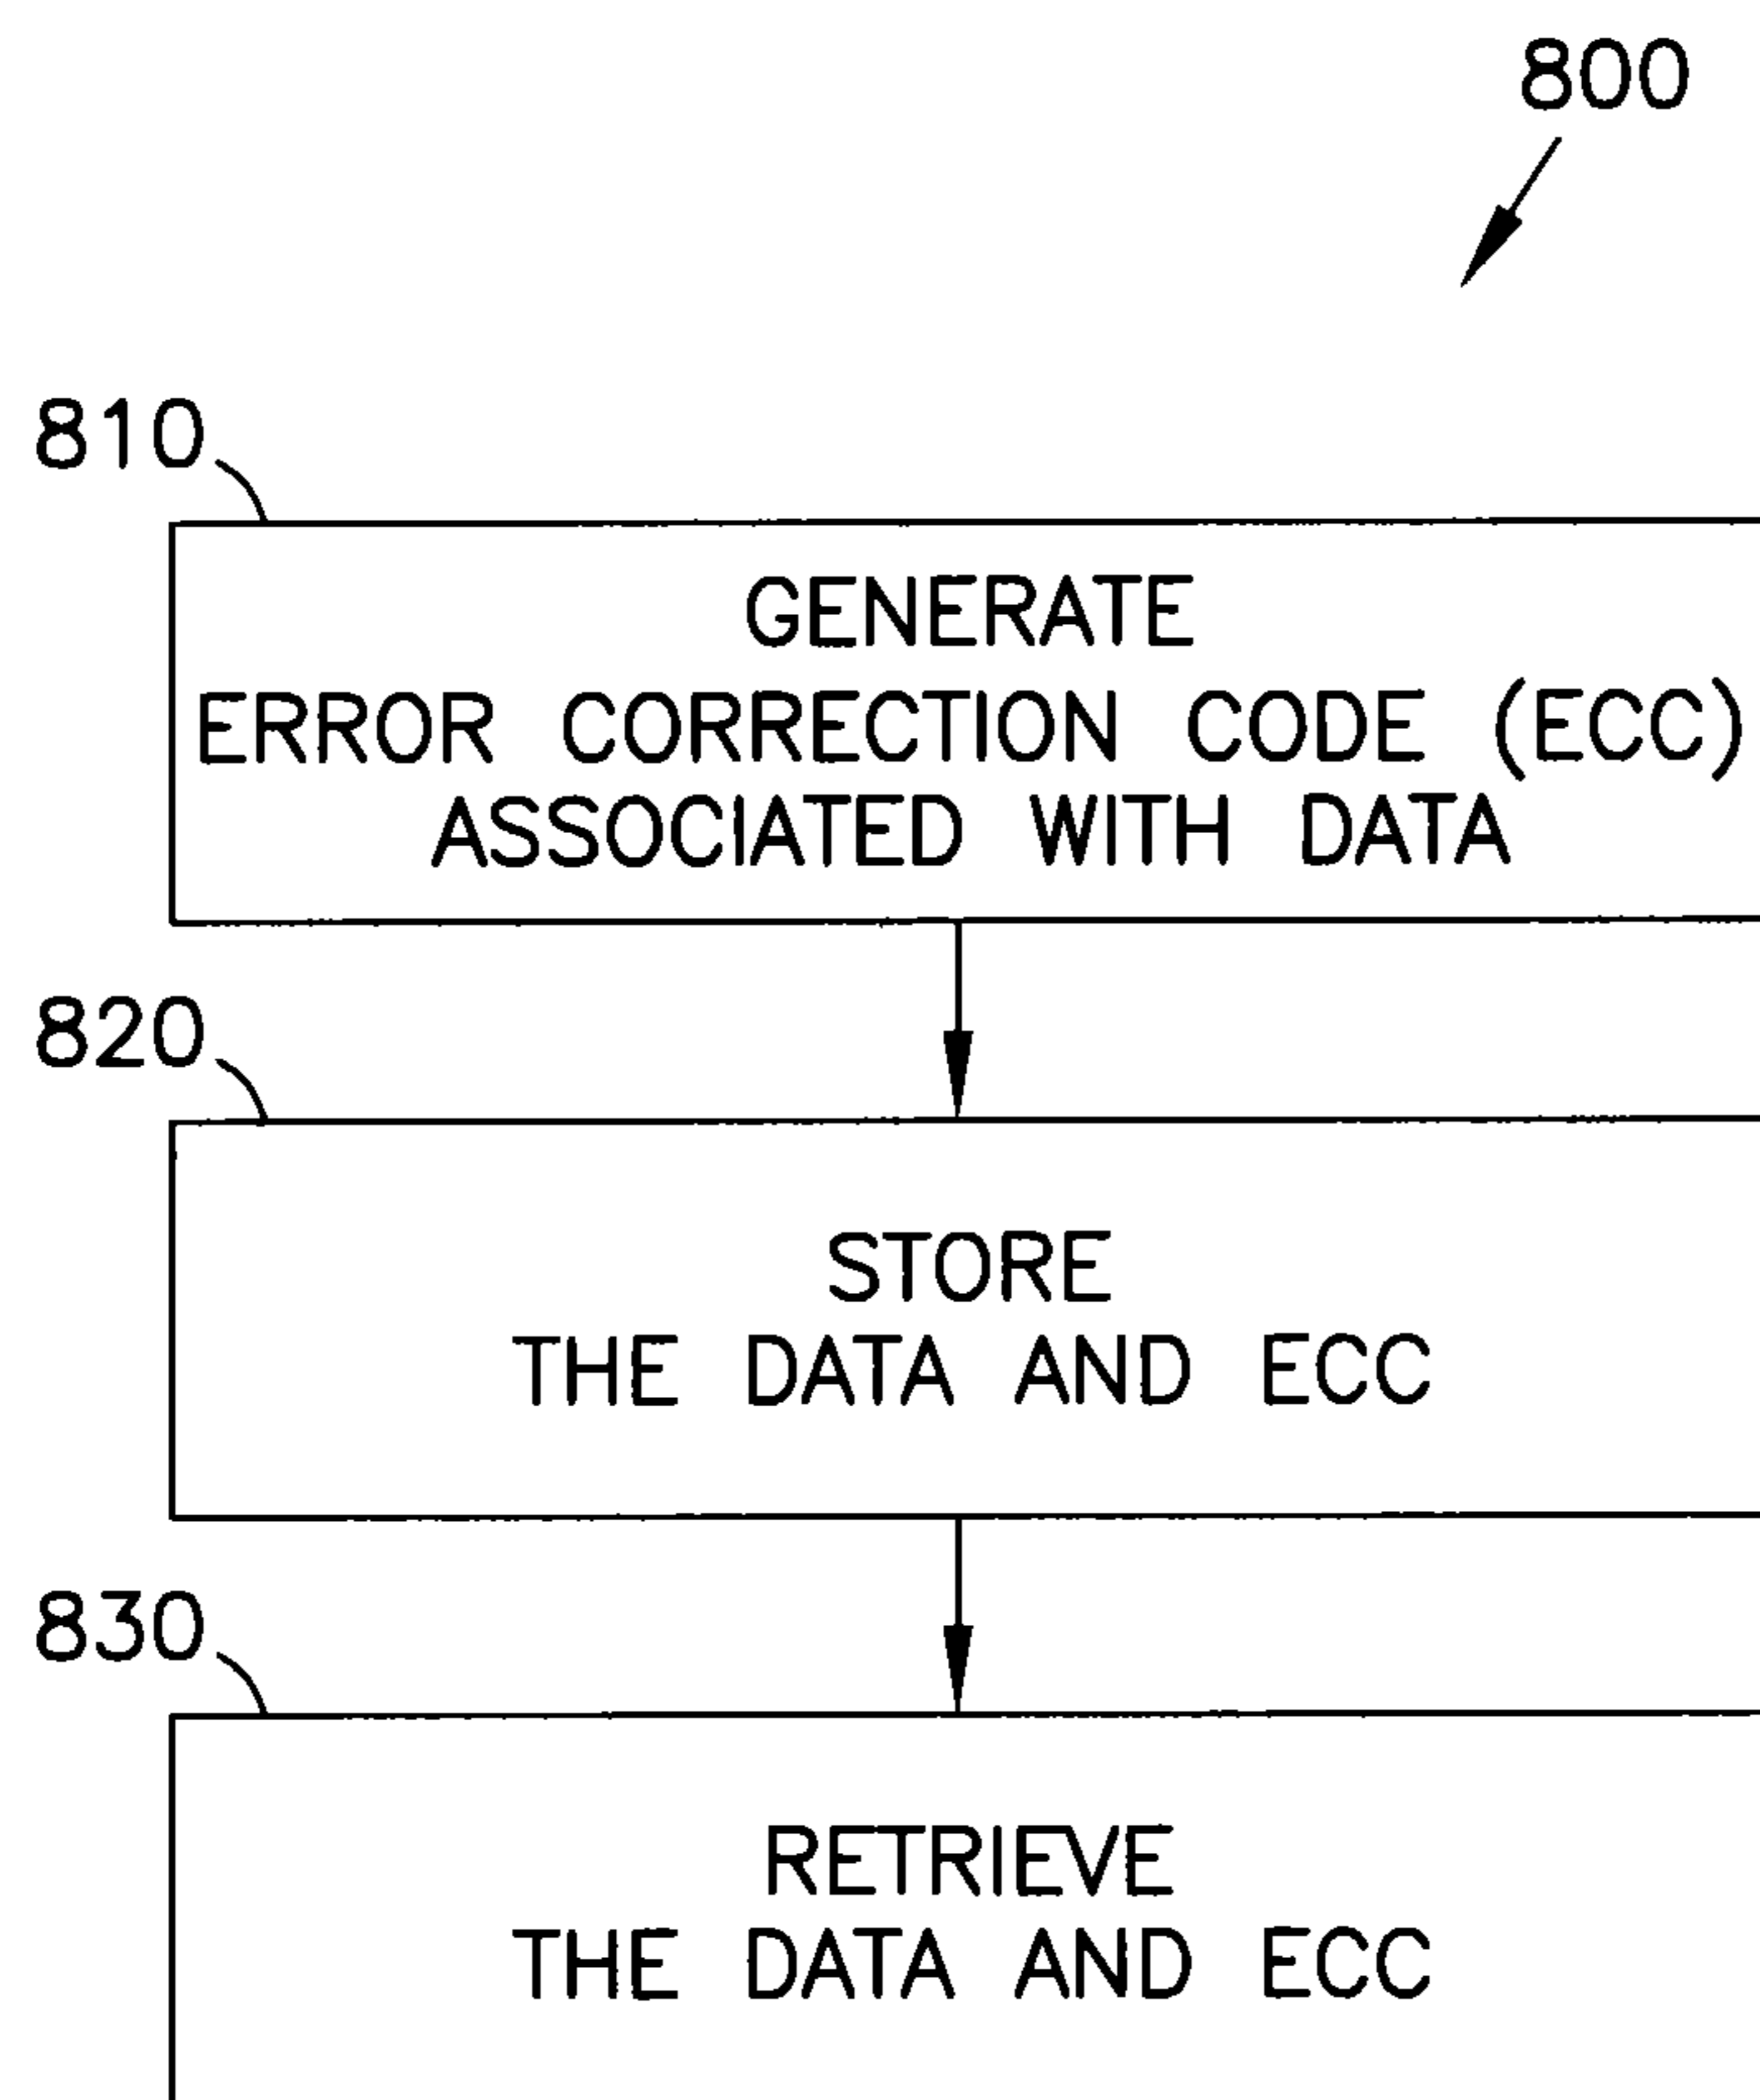 800
810
GENERATE
ERROR CORRECTION CODE (ECC)
ASSOCIATED WITH DATA
820
STORE
THE DATA AND ECC
830
RETRIEVE
THE DATA AND ECC